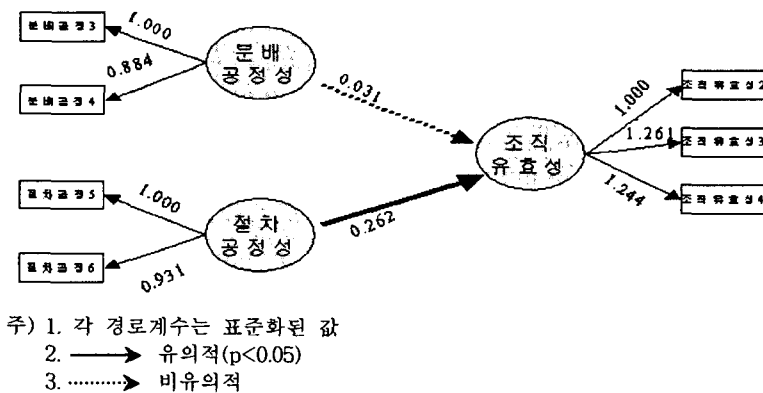 분배공정3
1.000
분배
공정성
0.884
분배공정4
0.031
조직
유효성
1.000
조직유효성2
1.261
조직유효성3
1.244
조직유효성4
절차공정5
1.000
절차
공정성
0.262
절차공정6
0.931
주) 1. 각 경로계수는 표준화된 값
2. 유의적(p<0.05)
3. 비유의적